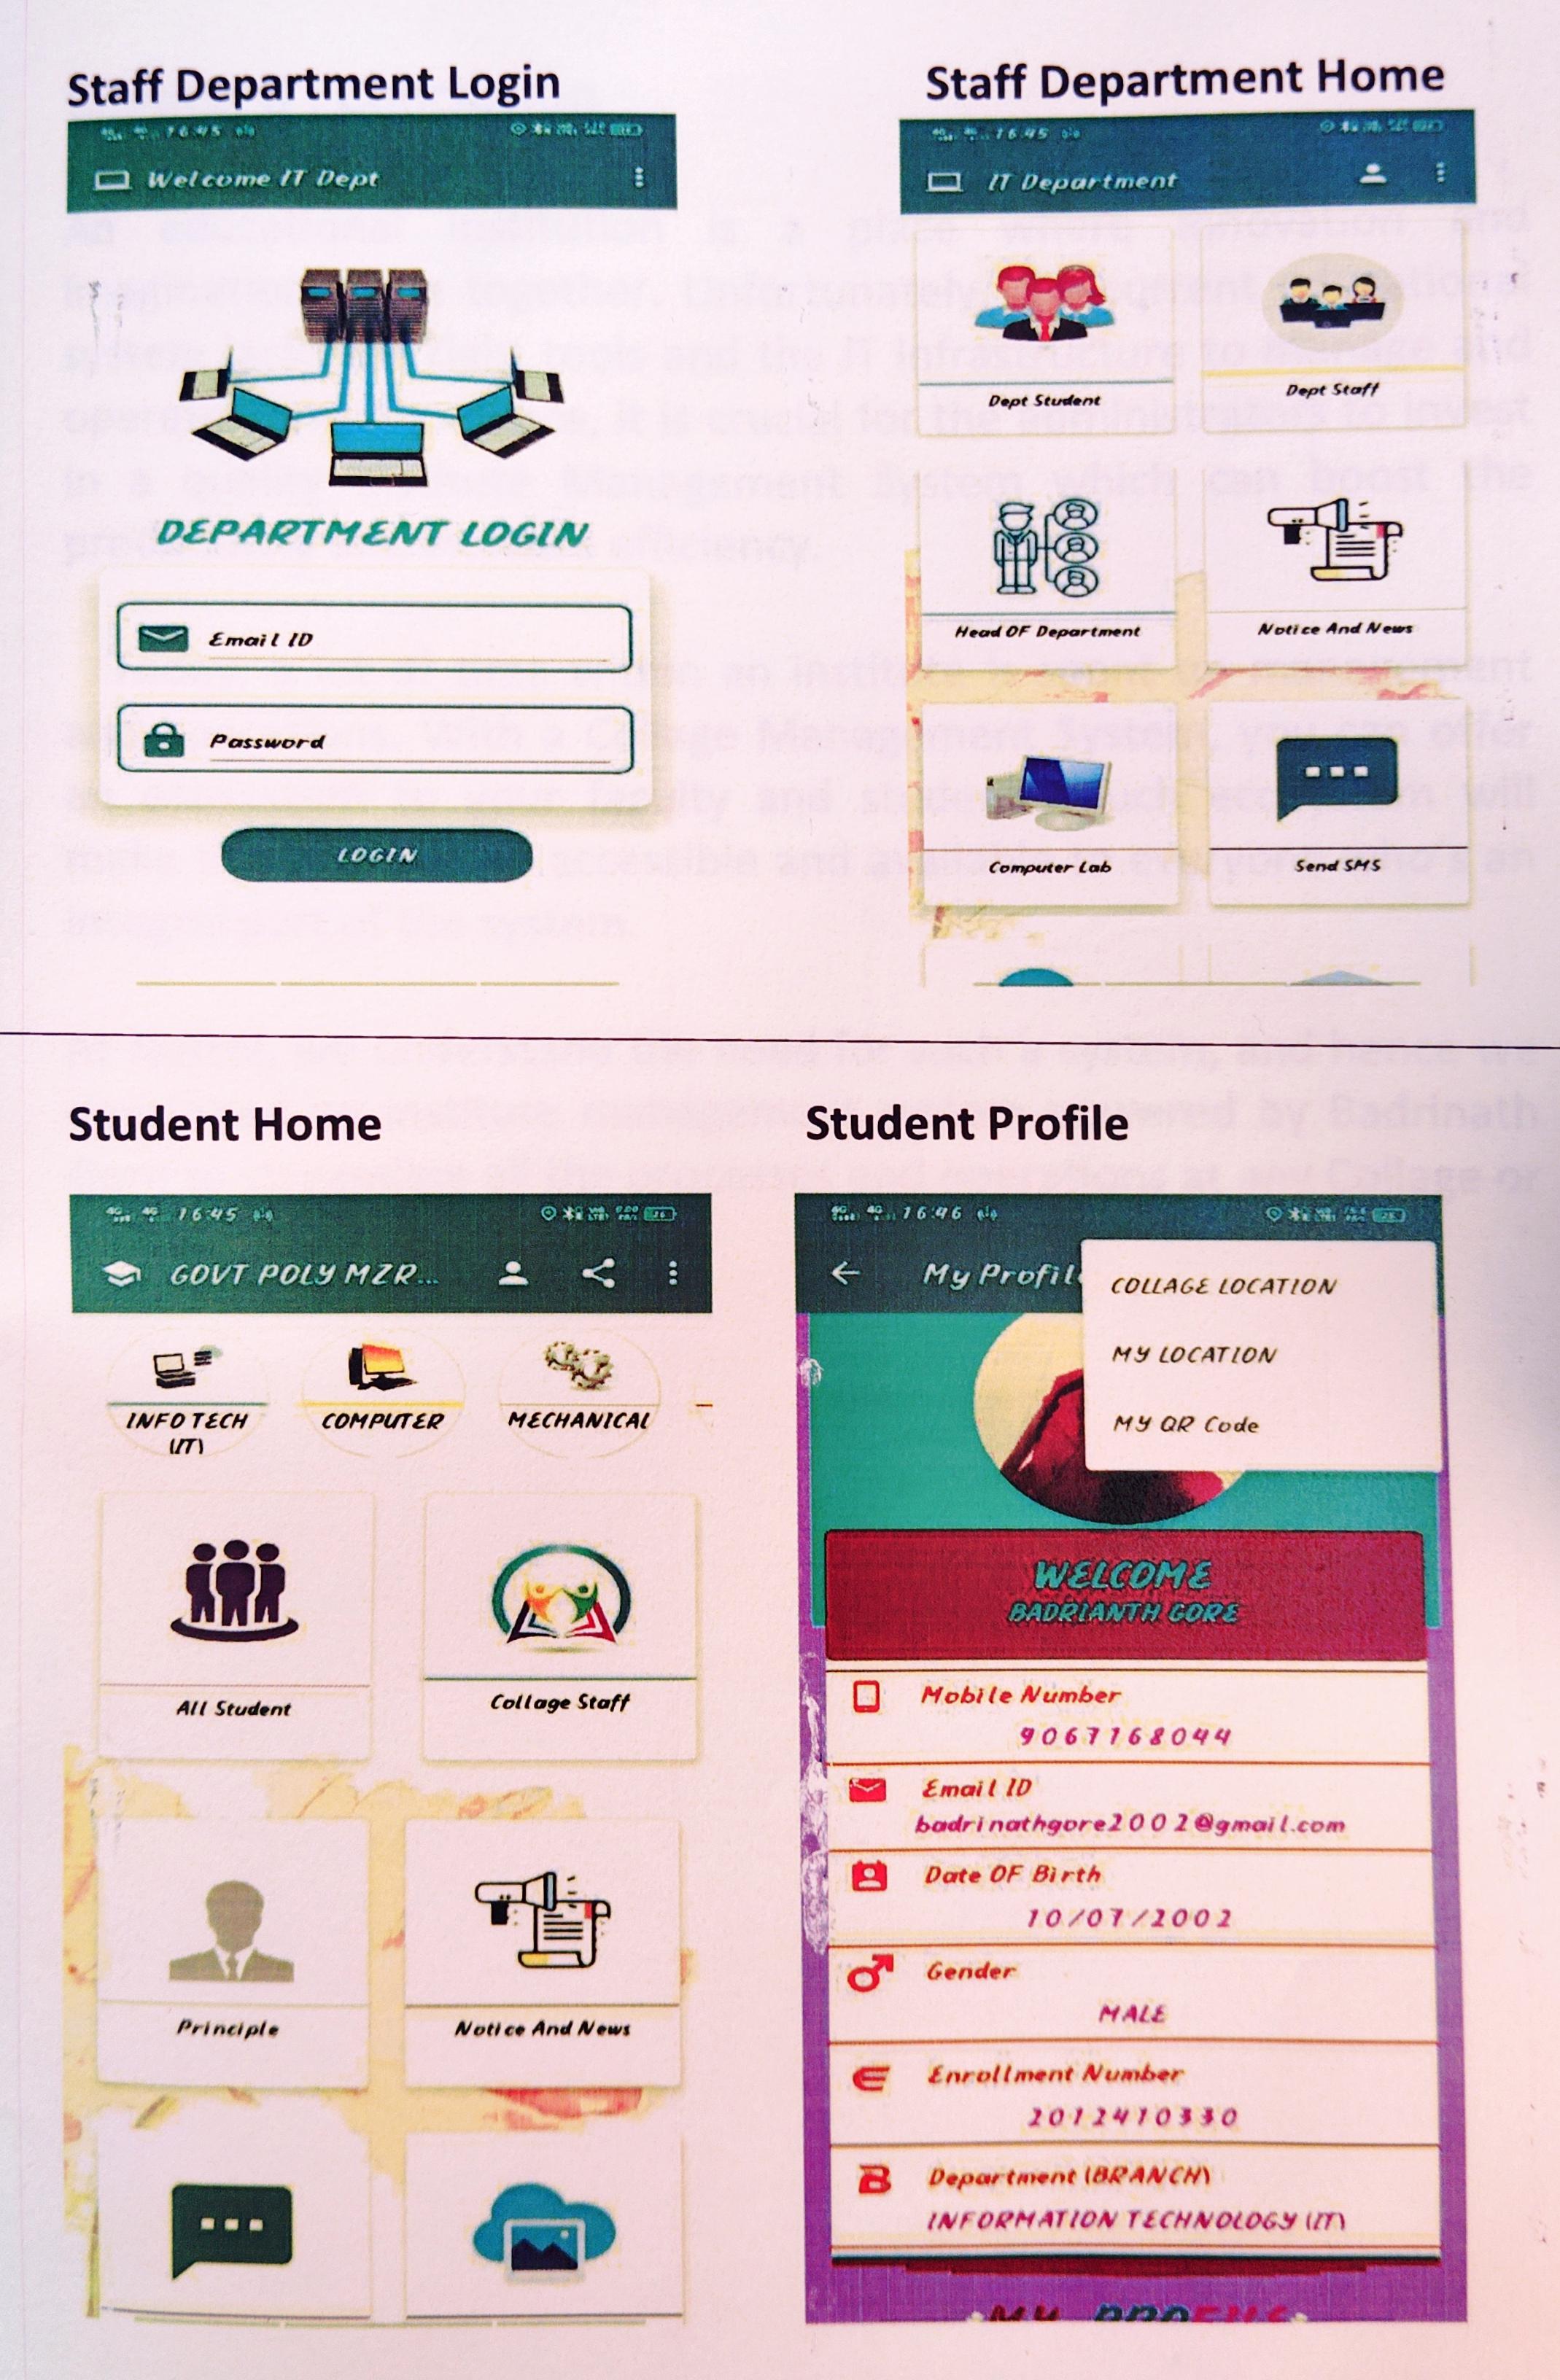 Staff Department Login
Staff Department Home
16:45
Welcome IT Dept
DEPARTMENT LOGIN
Email ID
Password
LOGIN
16:45
IT Department
Dept Student
Dept Staff
Head OF Department
Notice And News
Computer Lab
Send SMS
Student Home
Student Profile
4G 4G 16:45
GOVT POLY MZR...
INFO TECH
(IT)
COMPUTER
MECHANICAL
All Student
Collage Staff
Principle
Notice And News
4G 4G 16:46
My Profil
COLLAGE LOCATION
MY LOCATION
MY QR Code
WELCOME
BADRIANTH GORE
Mobile Number
9067168044
Email ID
badrinathgore2002@gmail.com
Date OF Birth
10/07/2002
Gender
MALE
Enrollment Number
2012410330
Department (BRANCH)
INFORMATION TECHNOLOGY (IT)